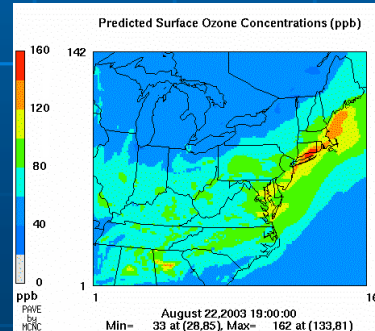 Predicted Surface Ozone Concentrations (ppb)
160
120
80
40
0
ppb
PAVE
by
MCNC
142
1
1
16
August 22,2003 19:00:00
Min= 33 at (28,85), Max= 162 at (133,81)